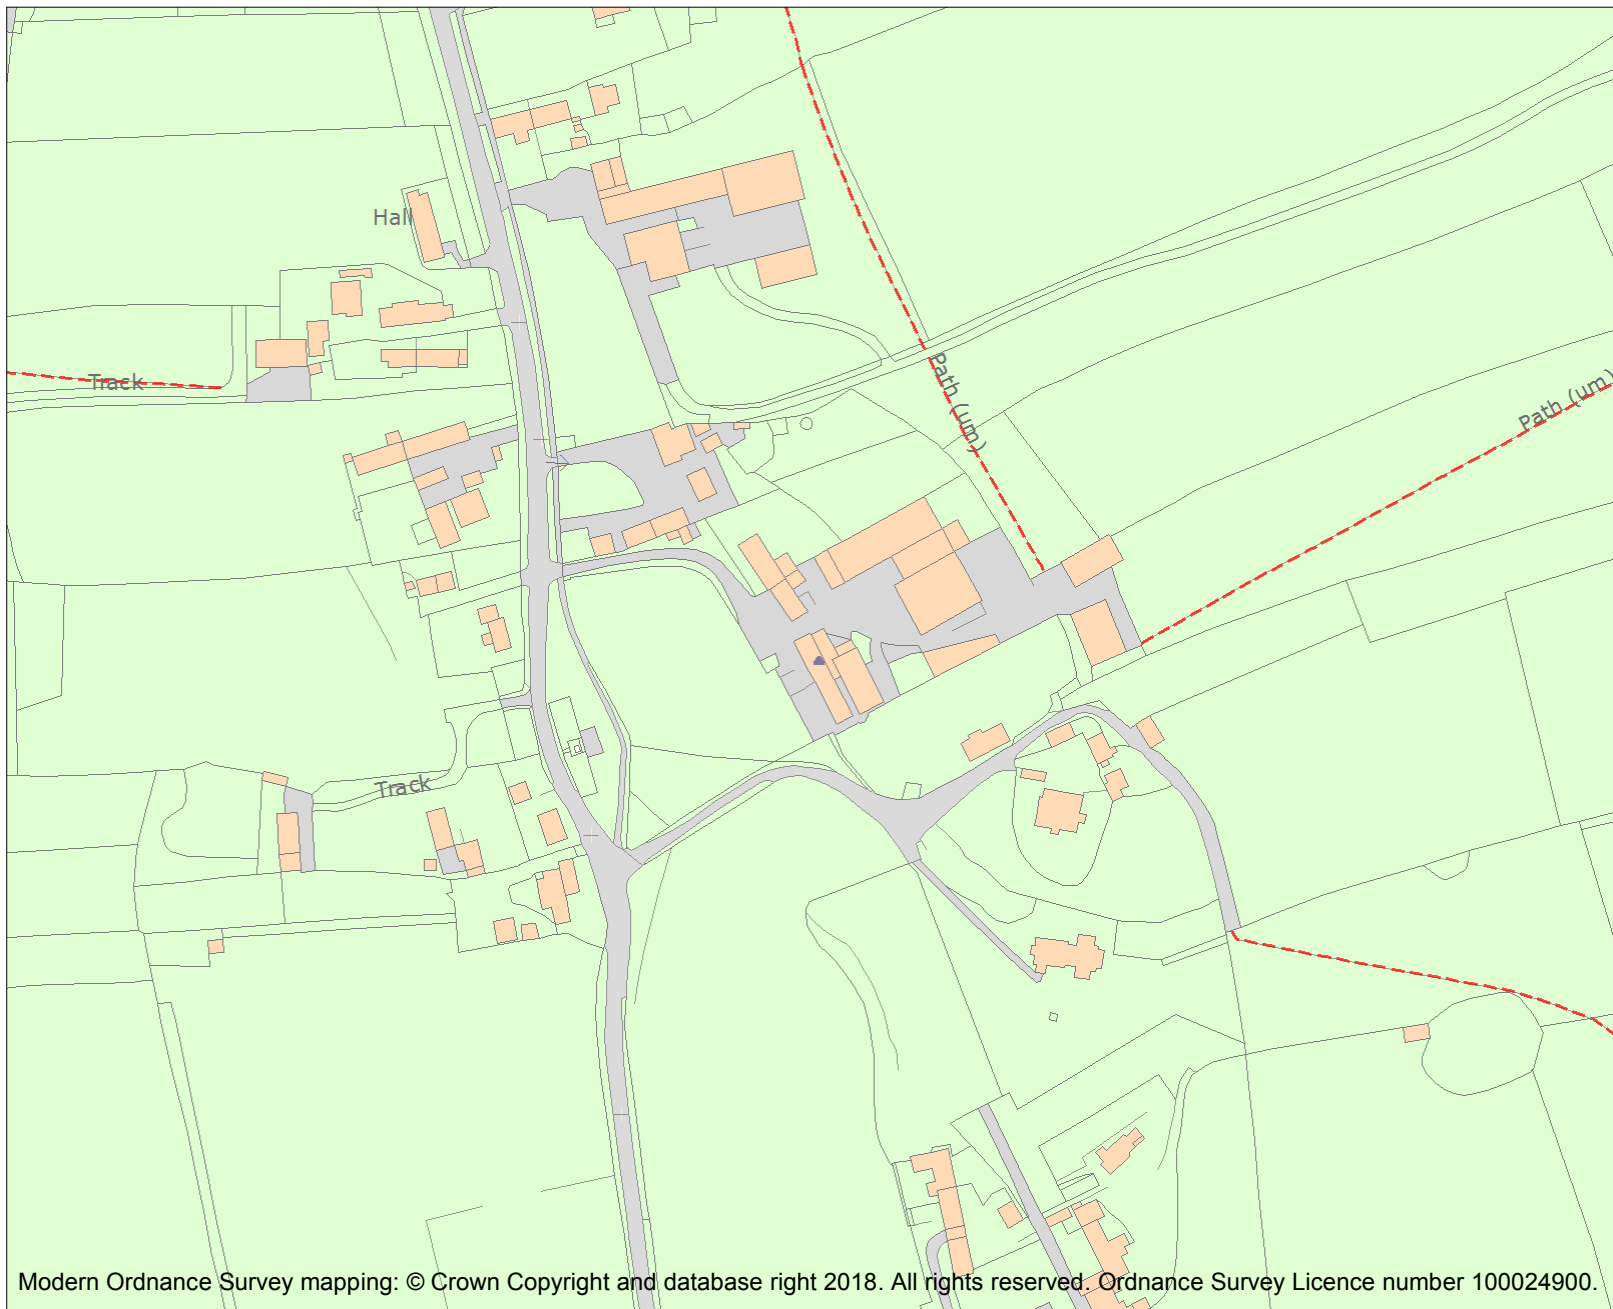 Hall
Track
Path (um)
Path (um)
Track
Modern Ordnance Survey mapping: © Crown Copyright and database right 2018. All rights reserved. Ordnance Survey Licence number 100024900.